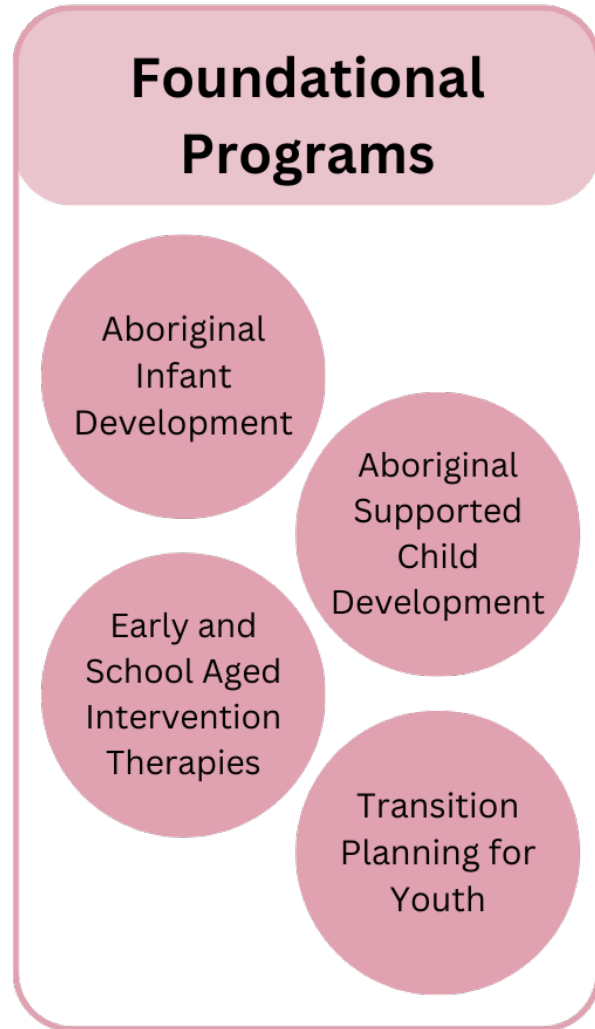 Foundational
Programs
Aboriginal
Infant
Development
Aboriginal
Supported
Child
Development
Early and
School Aged
Intervention
Therapies
Transition
Planning for
Youth